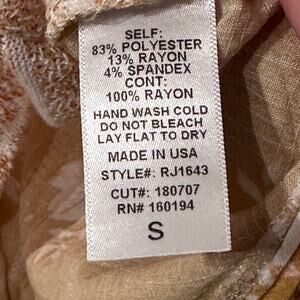 SELF:
83% POLYESTER
13% RAYON
4% SPANDEX
CONT:
100% RAYON
HAND WASH COLD
DO NOT BLEACH
LAY FLAT TO DRY
MADE IN USA
STYLE#: RJ1643
CUT#: 180707
RN# 160194
S